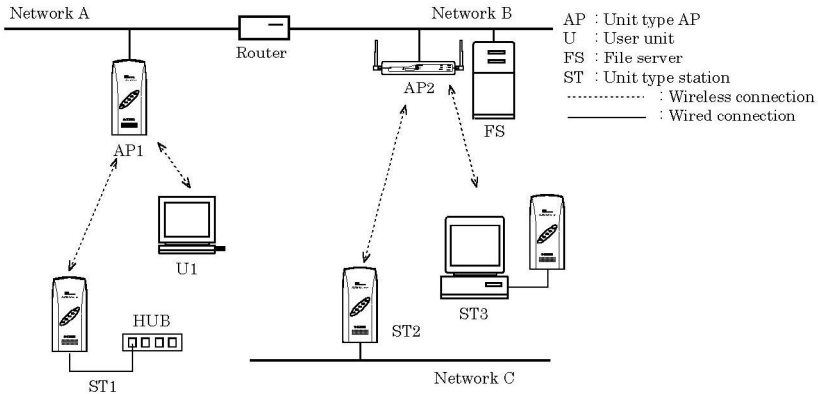 Network A
Network B
Router
AP : Unit type AP
U : User unit
FS : File server
ST : Unit type station
: Wireless connection
: Wired connection
AP1
AP2
FS
U1
HUB
ST1
ST2
ST3
Network C